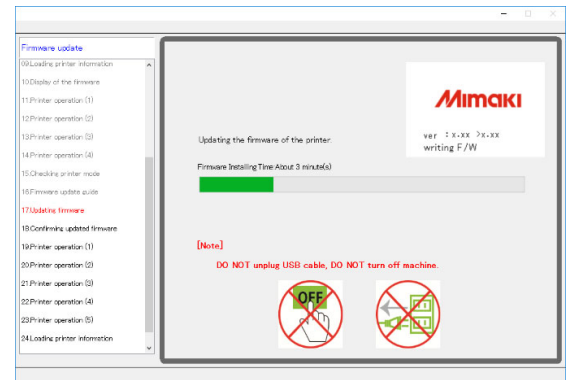 Firmware update
09.Loading printer information
10.Display of the firmware
11.Printer operation (1)
12.Printer operation (2)
13.Printer operation (3)
14.Printer operation (4)
15.Checking printer mode
16.Firmware update guide
17.Updating firmware
18.Confirming updated firmware
19.Printer operation (1)
20.Printer operation (2)
21.Printer operation (3)
22.Printer operation (4)
23.Printer operation (5)
24.Loading printer information
Mimaki
ver : x.xx >x.xx
writing F/W
Updating the firmware of the printer.
Firmware Installing Time About 3 minute(s)
[Note]
DO NOT unplug USB cable, DO NOT turn off machine.
OFF